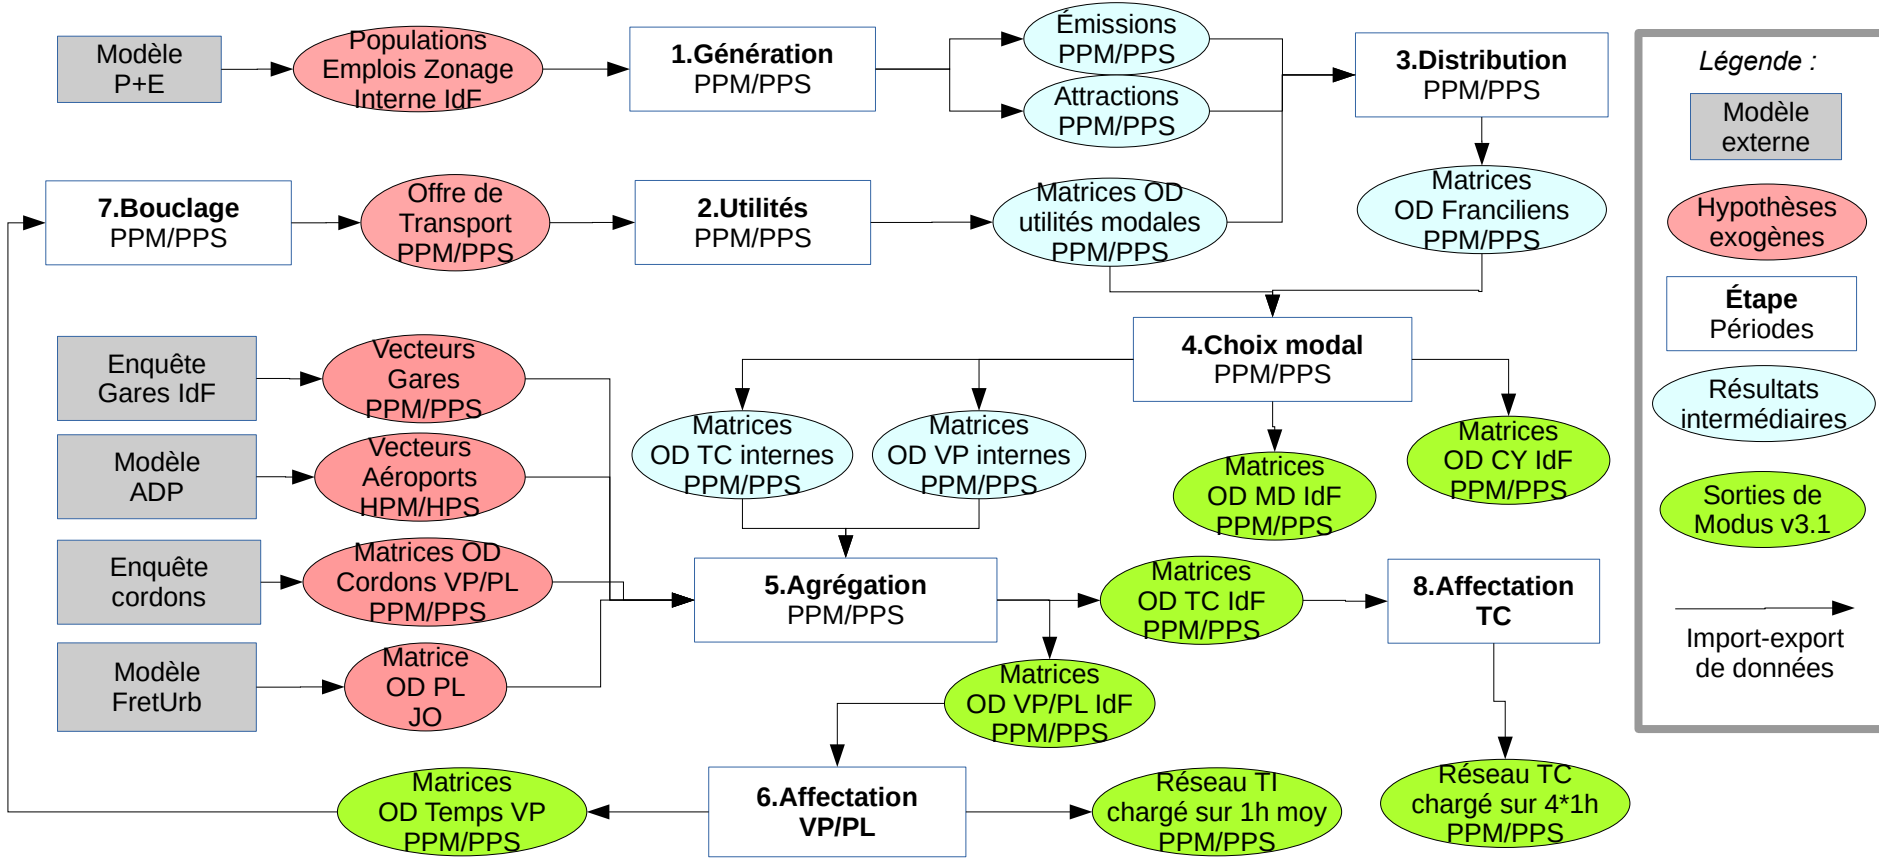 Modèle
P+E
Populations
Emplois Zonage
Interne IdF
1.Génération
PPM/PPS
Émissions
PPM/PPS
Attractions
PPM/PPS
3.Distribution
PPM/PPS
7.Bouclage
PPM/PPS
Offre de
Transport
PPM/PPS
2.Utilités
PPM/PPS
Matrices OD
utilités modales
PPM/PPS
Matrices
OD Franciliens
PPM/PPS
Enquête
Gares IdF
Vecteurs
Gares
PPM/PPS
4.Choix modal
PPM/PPS
Modèle
ADP
Vecteurs
Aéroports
HPM/HPS
Matrices
OD TC internes
PPM/PPS
Matrices
OD VP internes
PPM/PPS
Matrices
OD MD IdF
PPM/PPS
Matrices
OD CY IdF
PPM/PPS
Enquête
cordons
Matrices OD
Cordons VP/PL
PPM/PPS
5.Agrégation
PPM/PPS
Matrices
OD TC IdF
PPM/PPS
8.Affectation
TC
Modèle
FretUrb
Matrice
OD PL
JO
Matrices
OD VP/PL IdF
PPM/PPS
Matrices
OD Temps VP
PPM/PPS
6.Affectation
VP/PL
Réseau TI
chargé sur 1h moy
PPM/PPS
Réseau TC
chargé sur 4*1h
PPM/PPS
Légende :
Modèle
externe
Hypothèses
exogènes
Étape
Périodes
Résultats
intermédiaires
Sorties de
Modus v3.1
Import-export
de données